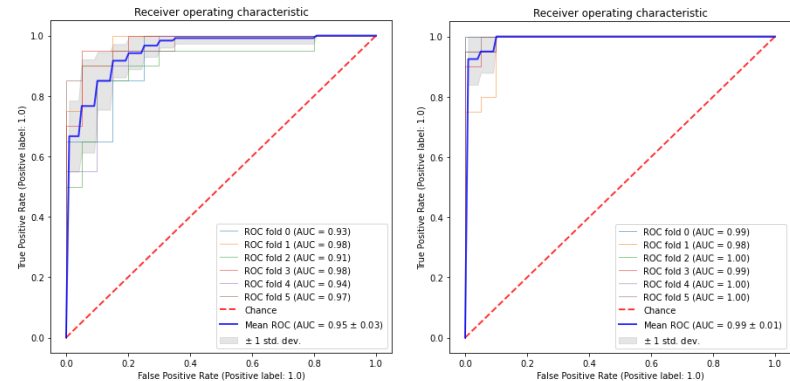 Receiver operating characteristic
True Positive Rate (Positive label: 1.0)
1.0
0.8
0.6
0.4
0.2
0.0
ROC fold 0 (AUC = 0.93)
ROC fold 1 (AUC = 0.98)
ROC fold 2 (AUC = 0.91)
ROC fold 3 (AUC = 0.98)
ROC fold 4 (AUC = 0.94)
ROC fold 5 (AUC = 0.97)
Chance
Mean ROC (AUC = 0.95 ± 0.03)
± 1 std. dev.
0.0 0.2 0.4 0.6 0.8 1.0
False Positive Rate (Positive label: 1.0)
Receiver operating characteristic
True Positive Rate (Positive label: 1.0)
1.0
0.8
0.6
0.4
0.2
0.0
ROC fold 0 (AUC = 0.99)
ROC fold 1 (AUC = 0.98)
ROC fold 2 (AUC = 1.00)
ROC fold 3 (AUC = 0.99)
ROC fold 4 (AUC = 1.00)
ROC fold 5 (AUC = 1.00)
Chance
Mean ROC (AUC = 0.99 ± 0.01)
± 1 std. dev.
0.0 0.2 0.4 0.6 0.8 1.0
False Positive Rate (Positive label: 1.0)